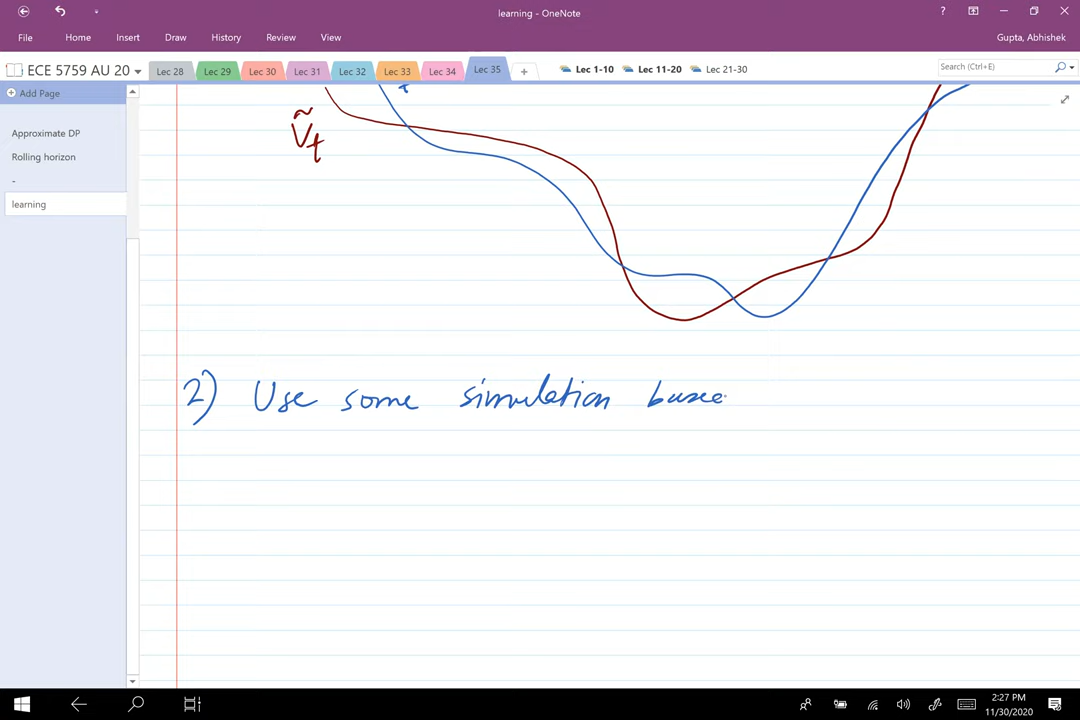 learning - OneNote
?
File Home Insert Draw History Review View Gupta, Abhishek
ECE 5759 AU 20 Lec 28 Lec 29 Lec 30 Lec 31 Lec 32 Lec 33 Lec 34 Lec 35 + Lec 1-10 Lec 11-20 Lec 21-30 Search (Ctrl+E)
Add Page
Approximate DP
Rolling horizon
-
learning
Ṽt
2) Use some simulation base
2:27 PM
11/30/2020